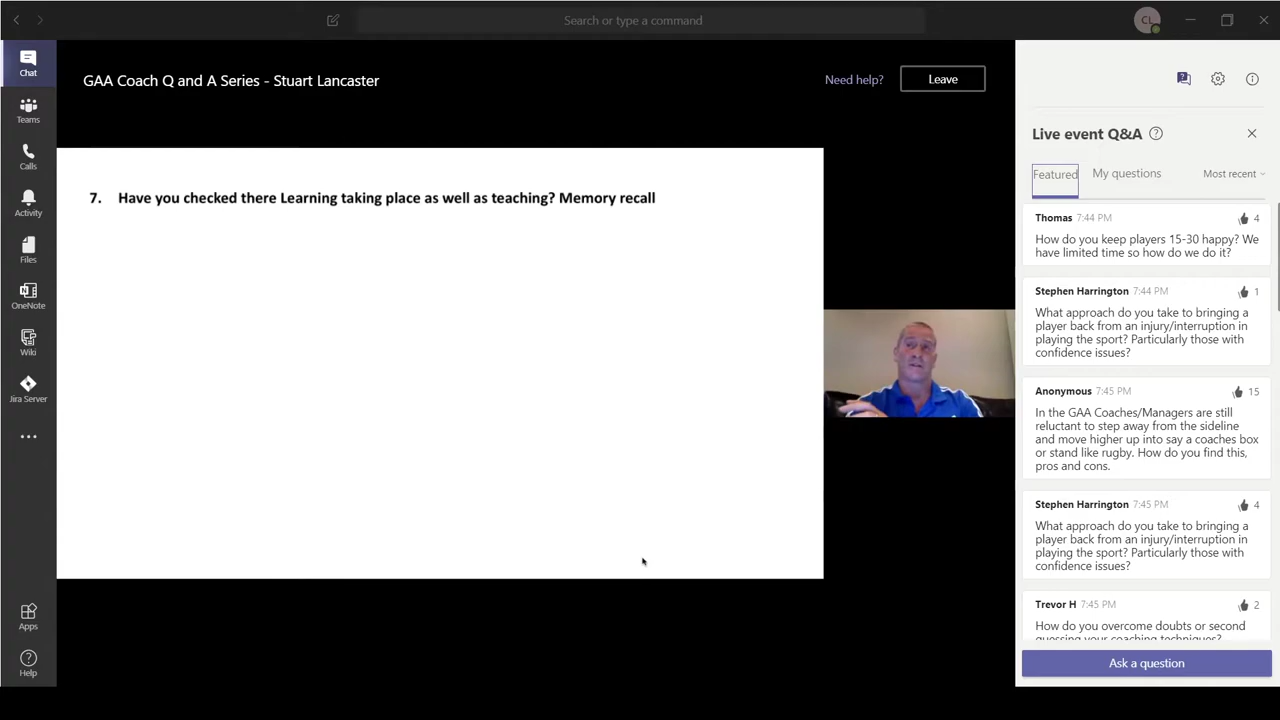 Search or type a command
CL
Chat
Teams
Calls
Activity
Files
OneNote
Wiki
Jira Server
Apps
Help
GAA Coach Q and A Series - Stuart Lancaster
Need help?
Leave
7. Have you checked there Learning taking place as well as teaching? Memory recall
Live event Q&A
Featured
My questions
Most recent
Thomas 7:44 PM 4
How do you keep players 15-30 happy? We
have limited time so how do we do it?
Stephen Harrington 7:44 PM 1
What approach do you take to bringing a
player back from an injury/interruption in
playing the sport? Particularly those with
confidence issues?
Anonymous 7:45 PM 15
In the GAA Coaches/Managers are still
reluctant to step away from the sideline
and move higher up into say a coaches box
or stand like rugby. How do you find this,
pros and cons.
Stephen Harrington 7:45 PM 4
What approach do you take to bringing a
player back from an injury/interruption in
playing the sport? Particularly those with
confidence issues?
Trevor H 7:45 PM 2
How do you overcome doubts or second
guessing your coaching techniques?
Ask a question